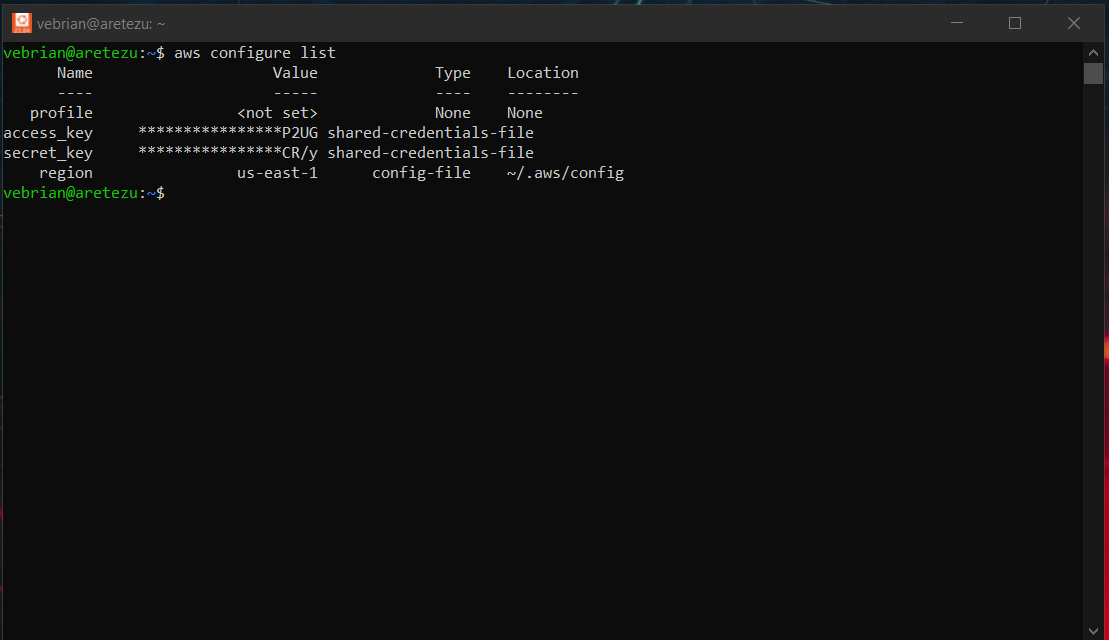 vebrian@aretezu: ~
vebrian@aretezu:~$ aws configure list
      Name                    Value             Type    Location
      ----                    -----             ----    --------
   profile                <not set>             None    None
access_key     ****************P2UG shared-credentials-file
secret_key     ****************CR/y shared-credentials-file
    region                us-east-1      config-file    ~/.aws/config
vebrian@aretezu:~$